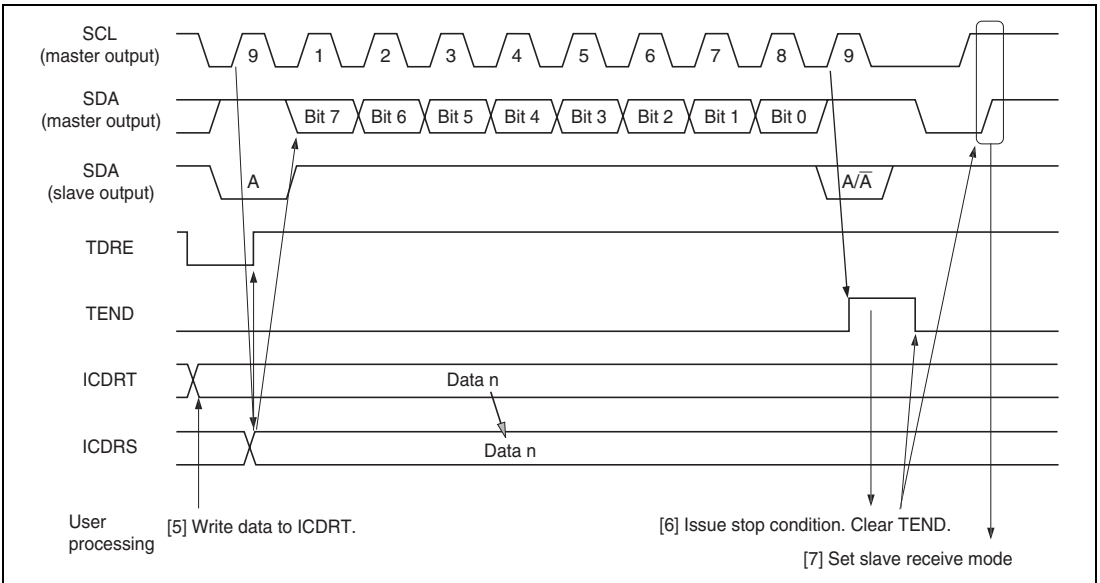 SCL
(master output)
9 1 2 3 4 5 6 7 8 9
SDA
(master output)
Bit 7 Bit 6 Bit 5 Bit 4 Bit 3 Bit 2 Bit 1 Bit 0
SDA
(slave output)
A A/A̅
TDRE
TEND
ICDRT
Data n
ICDRS
Data n
User
processing
[5] Write data to ICDRT.
[6] Issue stop condition. Clear TEND.
[7] Set slave receive mode